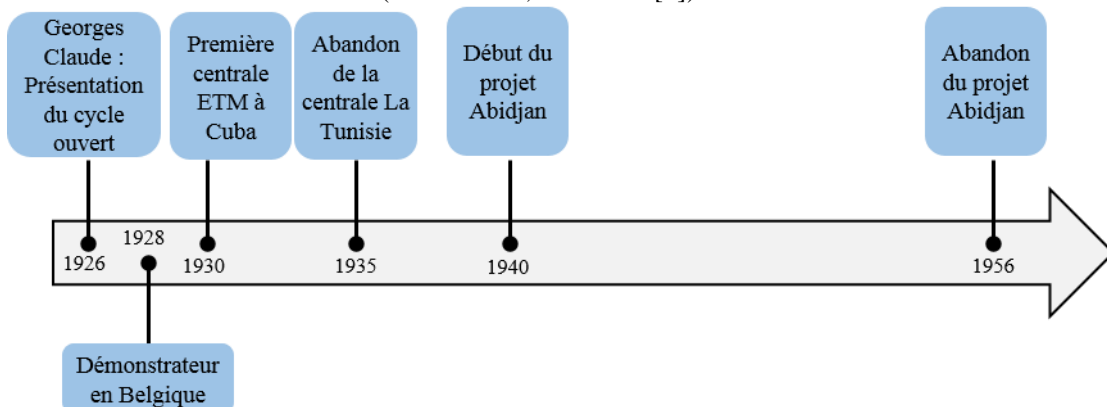 Georges
Claude :
Présentation
du cycle
ouvert
Première
centrale
ETM à
Cuba
Abandon
de la
centrale La
Tunisie
Début du
projet
Abidjan
Abandon
du projet
Abidjan
1926
1928
1930
1935
1940
1956
Démonstrateur
en Belgique